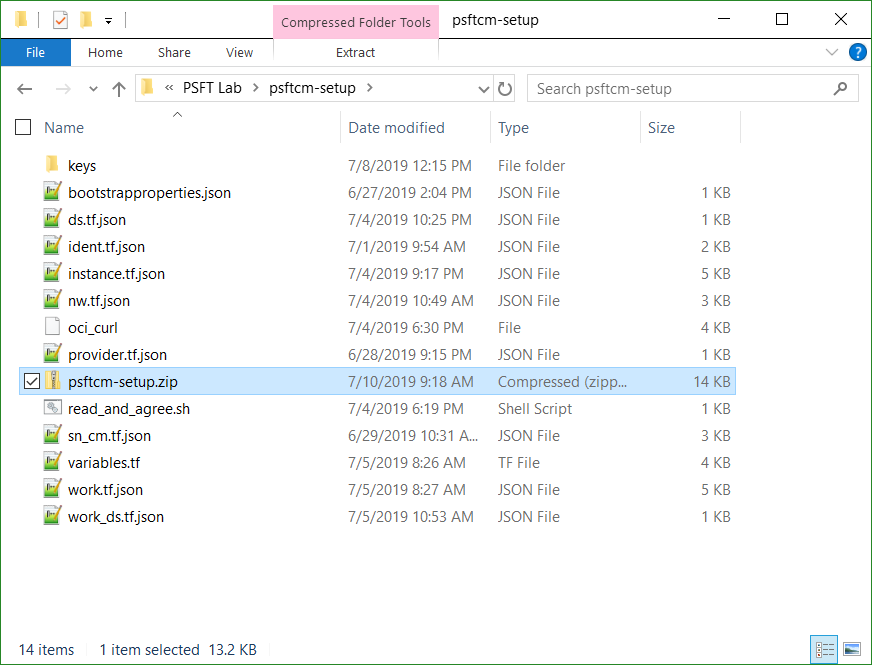 Compressed Folder Tools psftcm-setup
File Home Share View Extract
« PSFT Lab > psftcm-setup > Search psftcm-setup
Name Date modified Type Size
keys 7/8/2019 12:15 PM File folder
bootstrapproperties.json 6/27/2019 2:04 PM JSON File 1 KB
ds.tf.json 7/4/2019 10:25 PM JSON File 1 KB
ident.tf.json 7/1/2019 9:54 AM JSON File 2 KB
instance.tf.json 7/4/2019 9:17 PM JSON File 5 KB
nw.tf.json 7/4/2019 10:49 AM JSON File 3 KB
oci_curl 7/4/2019 6:30 PM File 4 KB
provider.tf.json 6/28/2019 9:15 PM JSON File 1 KB
psftcm-setup.zip 7/10/2019 9:18 AM Compressed (zipp... 14 KB
read_and_agree.sh 7/4/2019 6:19 PM Shell Script 1 KB
sn_cm.tf.json 6/29/2019 10:31 A... JSON File 3 KB
variables.tf 7/5/2019 8:26 AM TF File 4 KB
work.tf.json 7/5/2019 8:27 AM JSON File 5 KB
work_ds.tf.json 7/5/2019 10:53 AM JSON File 1 KB
14 items 1 item selected 13.2 KB